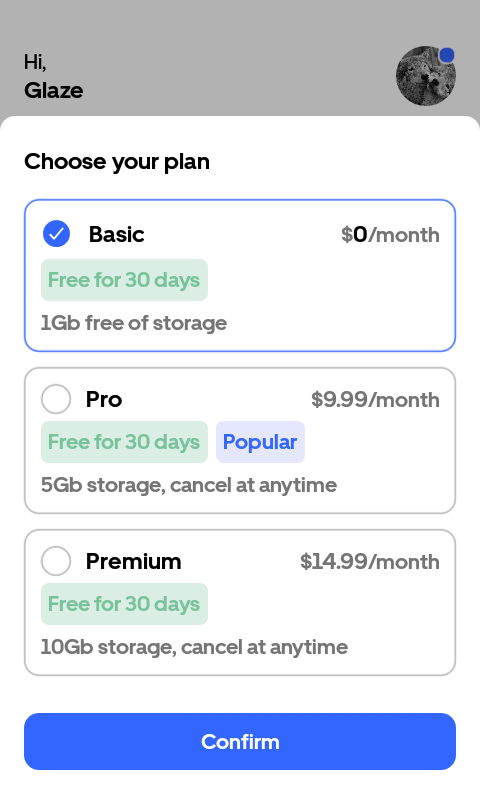 Hi,
Glaze
Choose your plan
Basic $0/month
Free for 30 days
1Gb free of storage
Pro $9.99/month
Free for 30 days Popular
5Gb storage, cancel at anytime
Premium $14.99/month
Free for 30 days
10Gb storage, cancel at anytime
Confirm